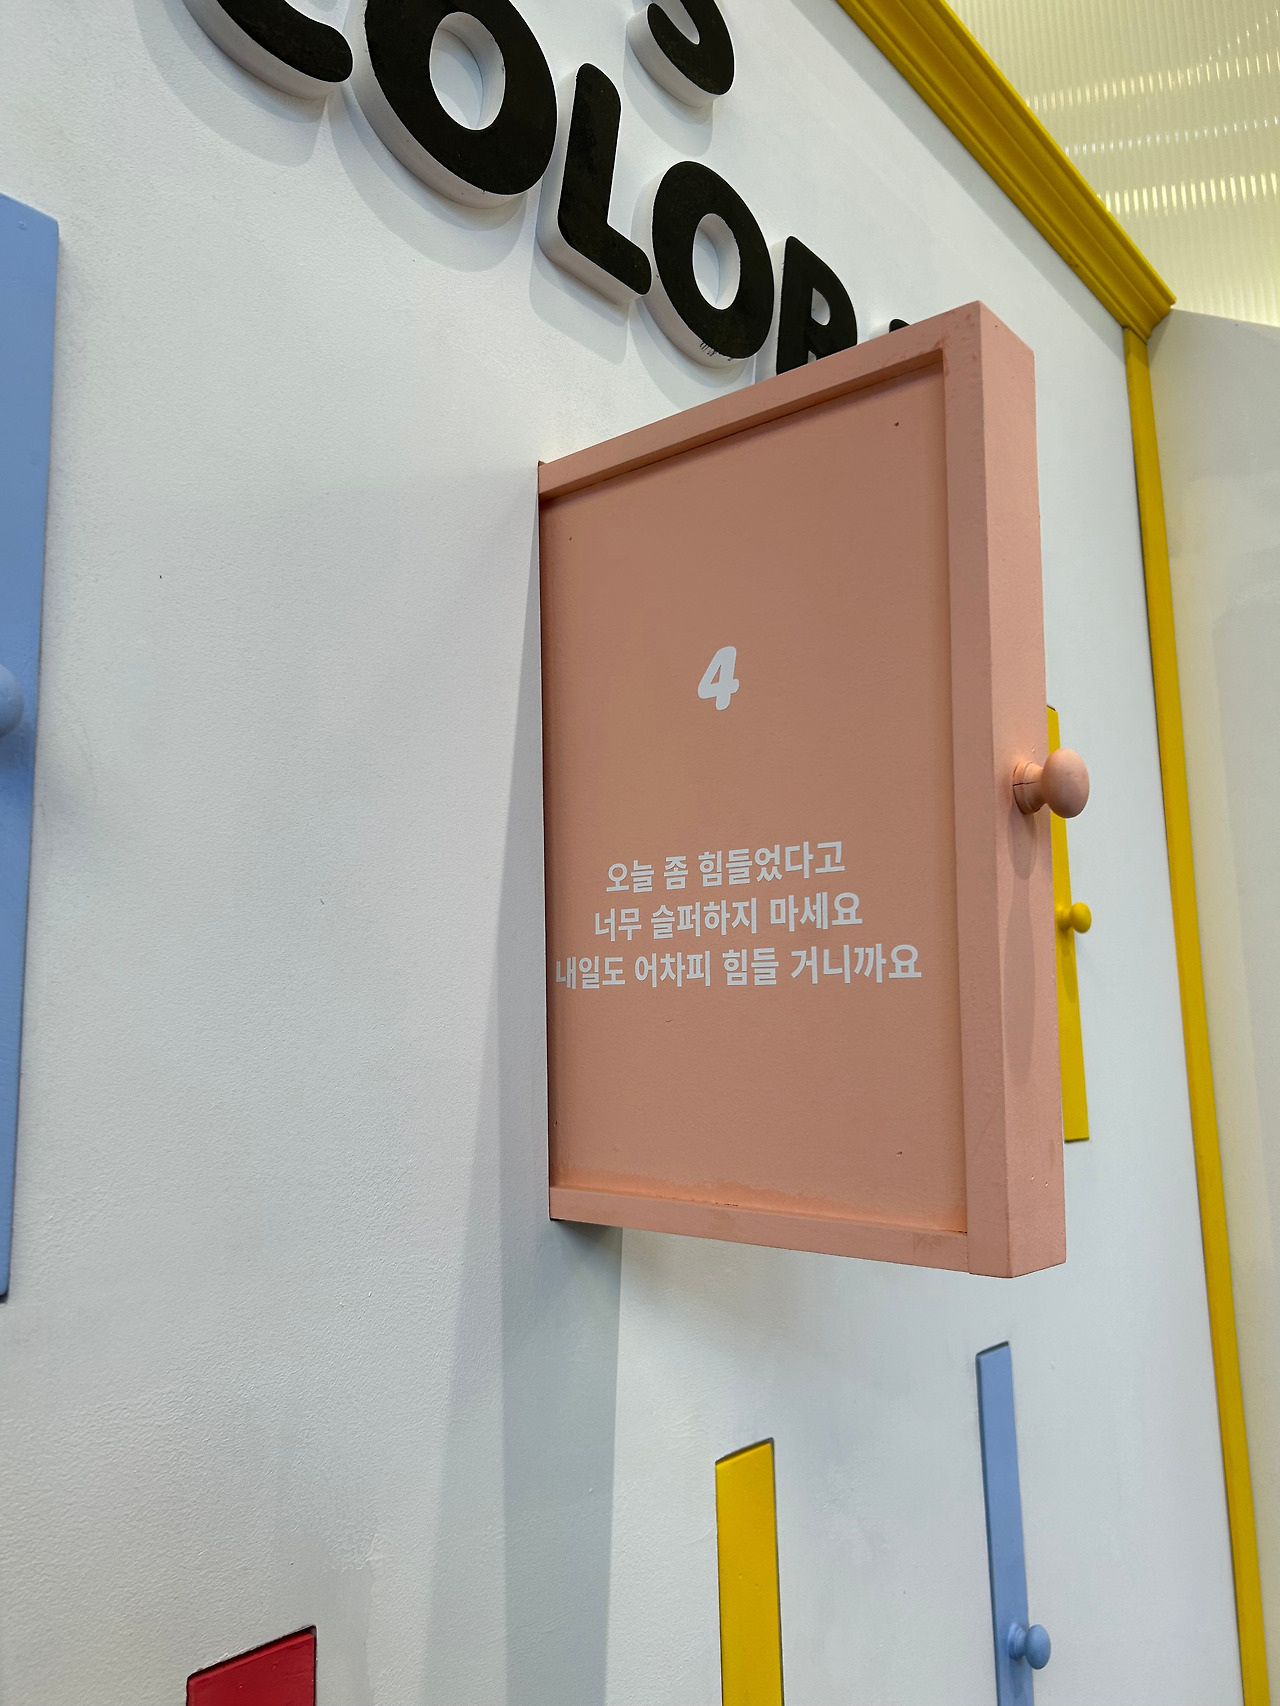 COLOR
4
오늘 좀 힘들었다고
너무 슬퍼하지 마세요
내일도 어차피 힘들 거니까요